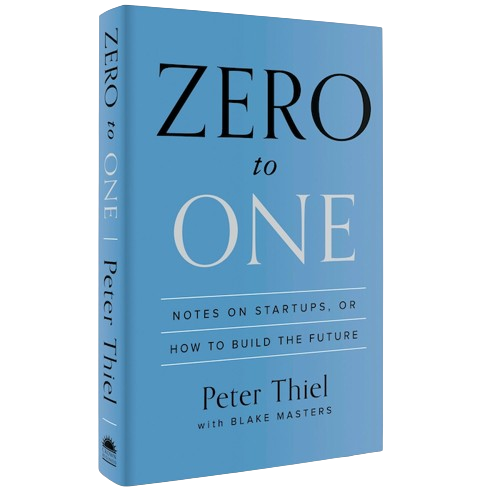 ZERO
to
ONE
NOTES ON STARTUPS, OR
HOW TO BUILD THE FUTURE
Peter Thiel
with BLAKE MASTERS
ZERO to ONE | Peter Thiel